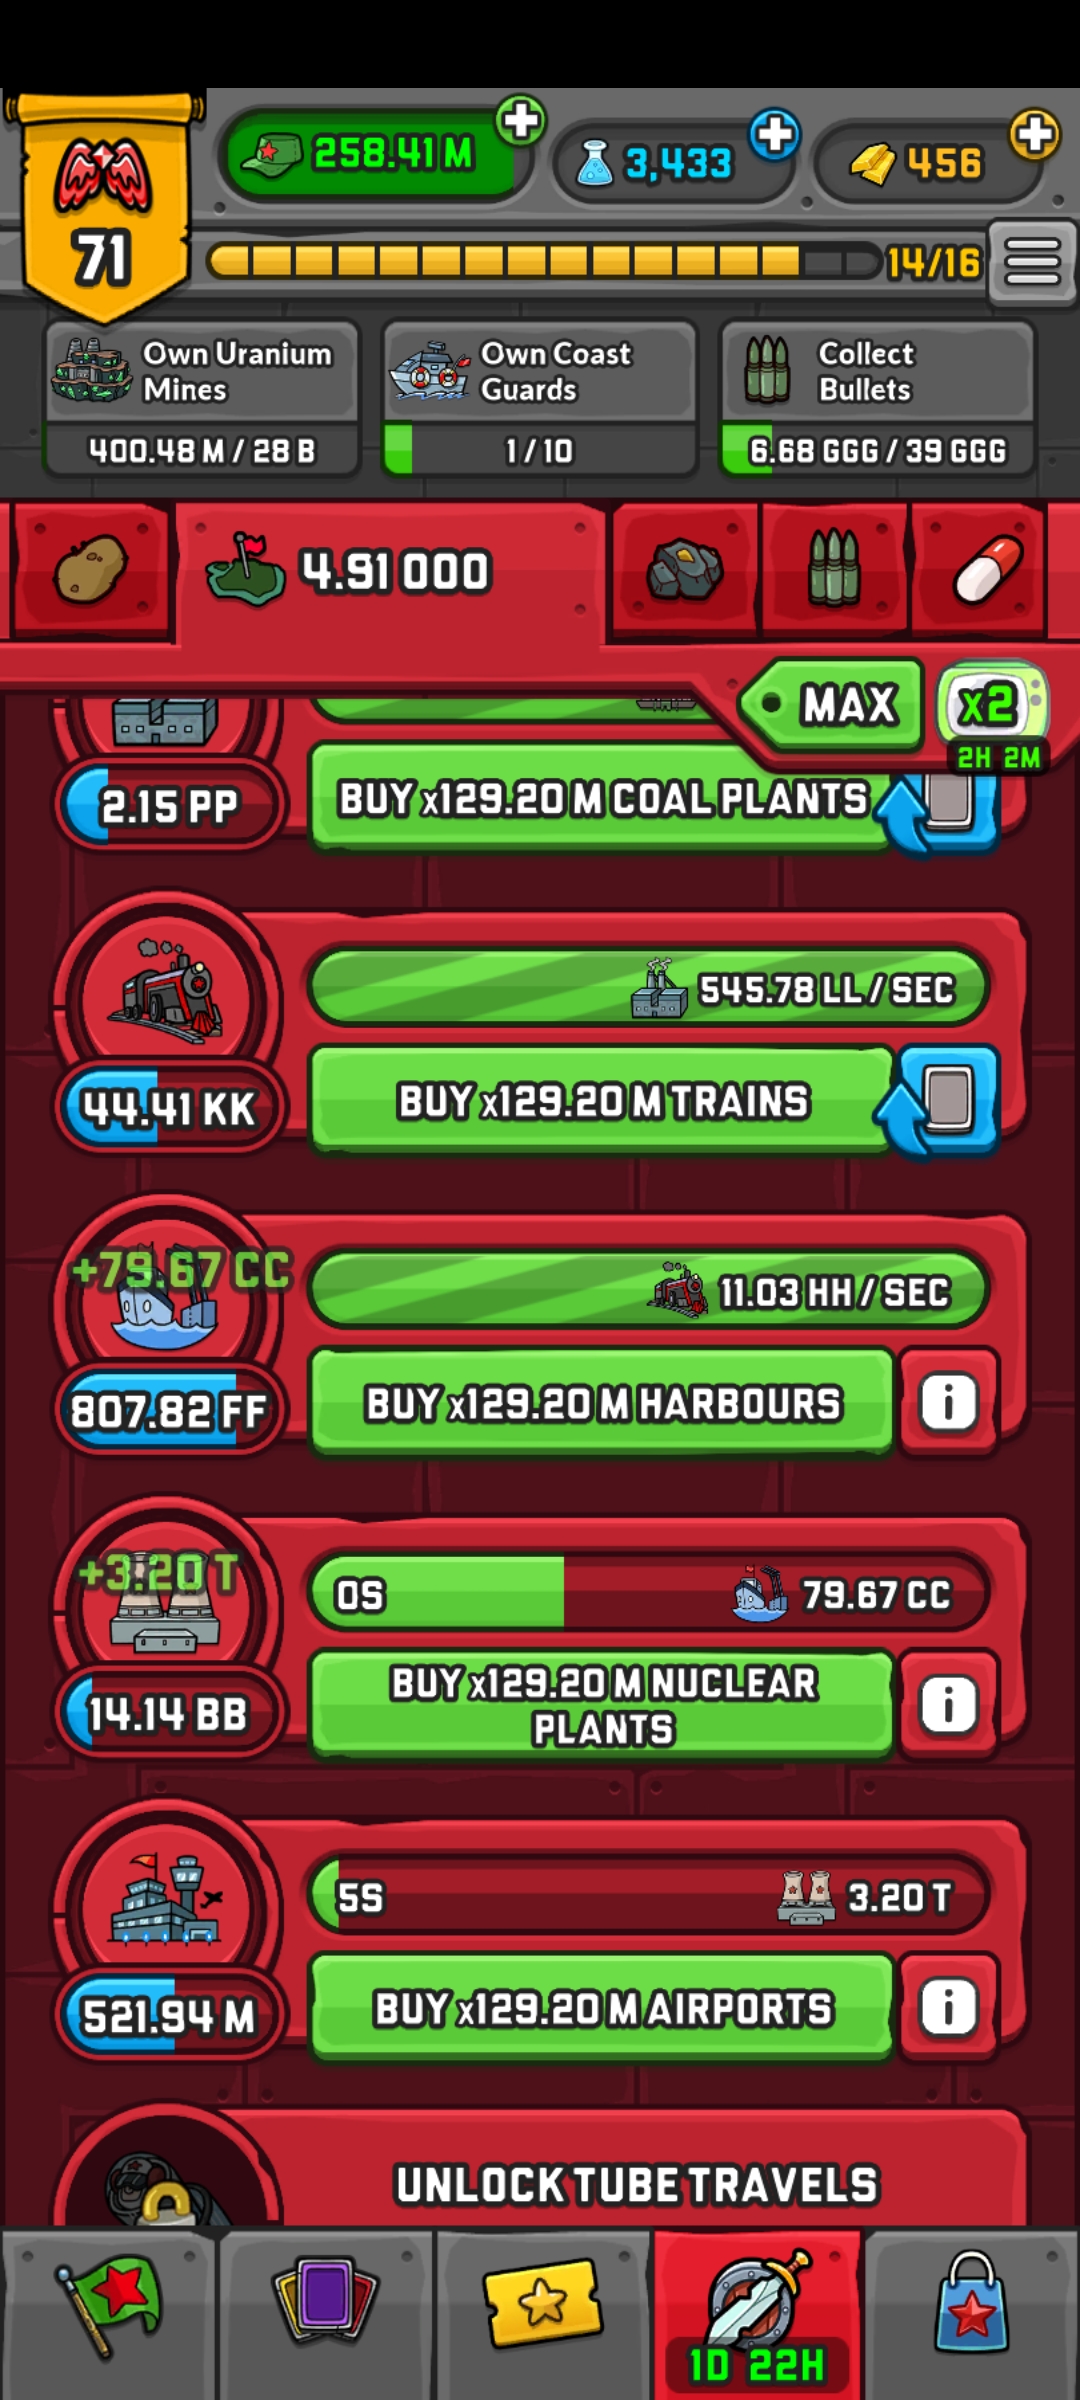 71
258.41 M
3,433
456
14/16
Own Uranium
Mines
400.48 M / 28 B
Own Coast
Guards
1 / 10
Collect
Bullets
6.68 GGG / 39 GGG
4.91 000
MAX
x2
2H 2M
2.15 PP
BUY x129.20 M COAL PLANTS
545.78 LL / SEC
44.41 KK
BUY x129.20 M TRAINS
+79.67 CC
11.03 HH / SEC
807.82 FF
BUY x129.20 M HARBOURS
i
+3.20 T
0S
79.67 CC
14.14 BB
BUY x129.20 M NUCLEAR
PLANTS
i
5S
3.20 T
521.94 M
BUY x129.20 M AIRPORTS
i
UNLOCK TUBE TRAVELS
1D 22H